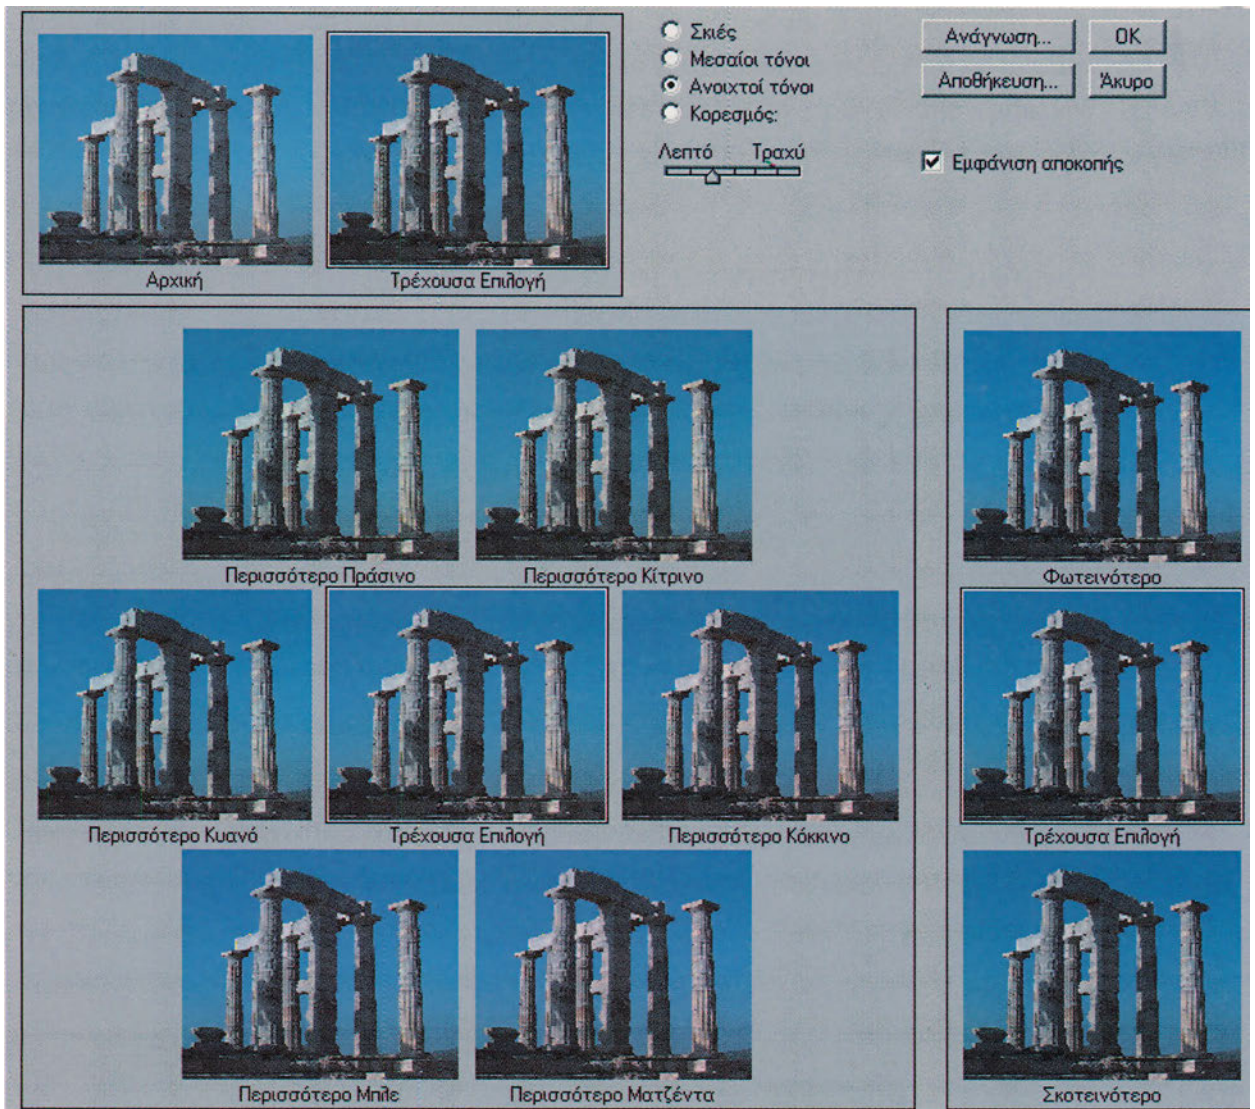 Σκιές
Μεσαίοι τόνοι
Ανοιχτοί τόνοι
Κορεσμός:
Λεπτό Τραχύ
Ανάγνωση... OK
Αποθήκευση... Άκυρο
Εμφάνιση αποκοπής
Αρχική Τρέχουσα Επιλογή
Περισσότερο Πράσινο Περισσότερο Κίτρινο
Περισσότερο Κυανό Τρέχουσα Επιλογή Περισσότερο Κόκκινο
Περισσότερο Μπλε Περισσότερο Ματζέντα
Φωτεινότερο
Τρέχουσα Επιλογή
Σκοτεινότερο